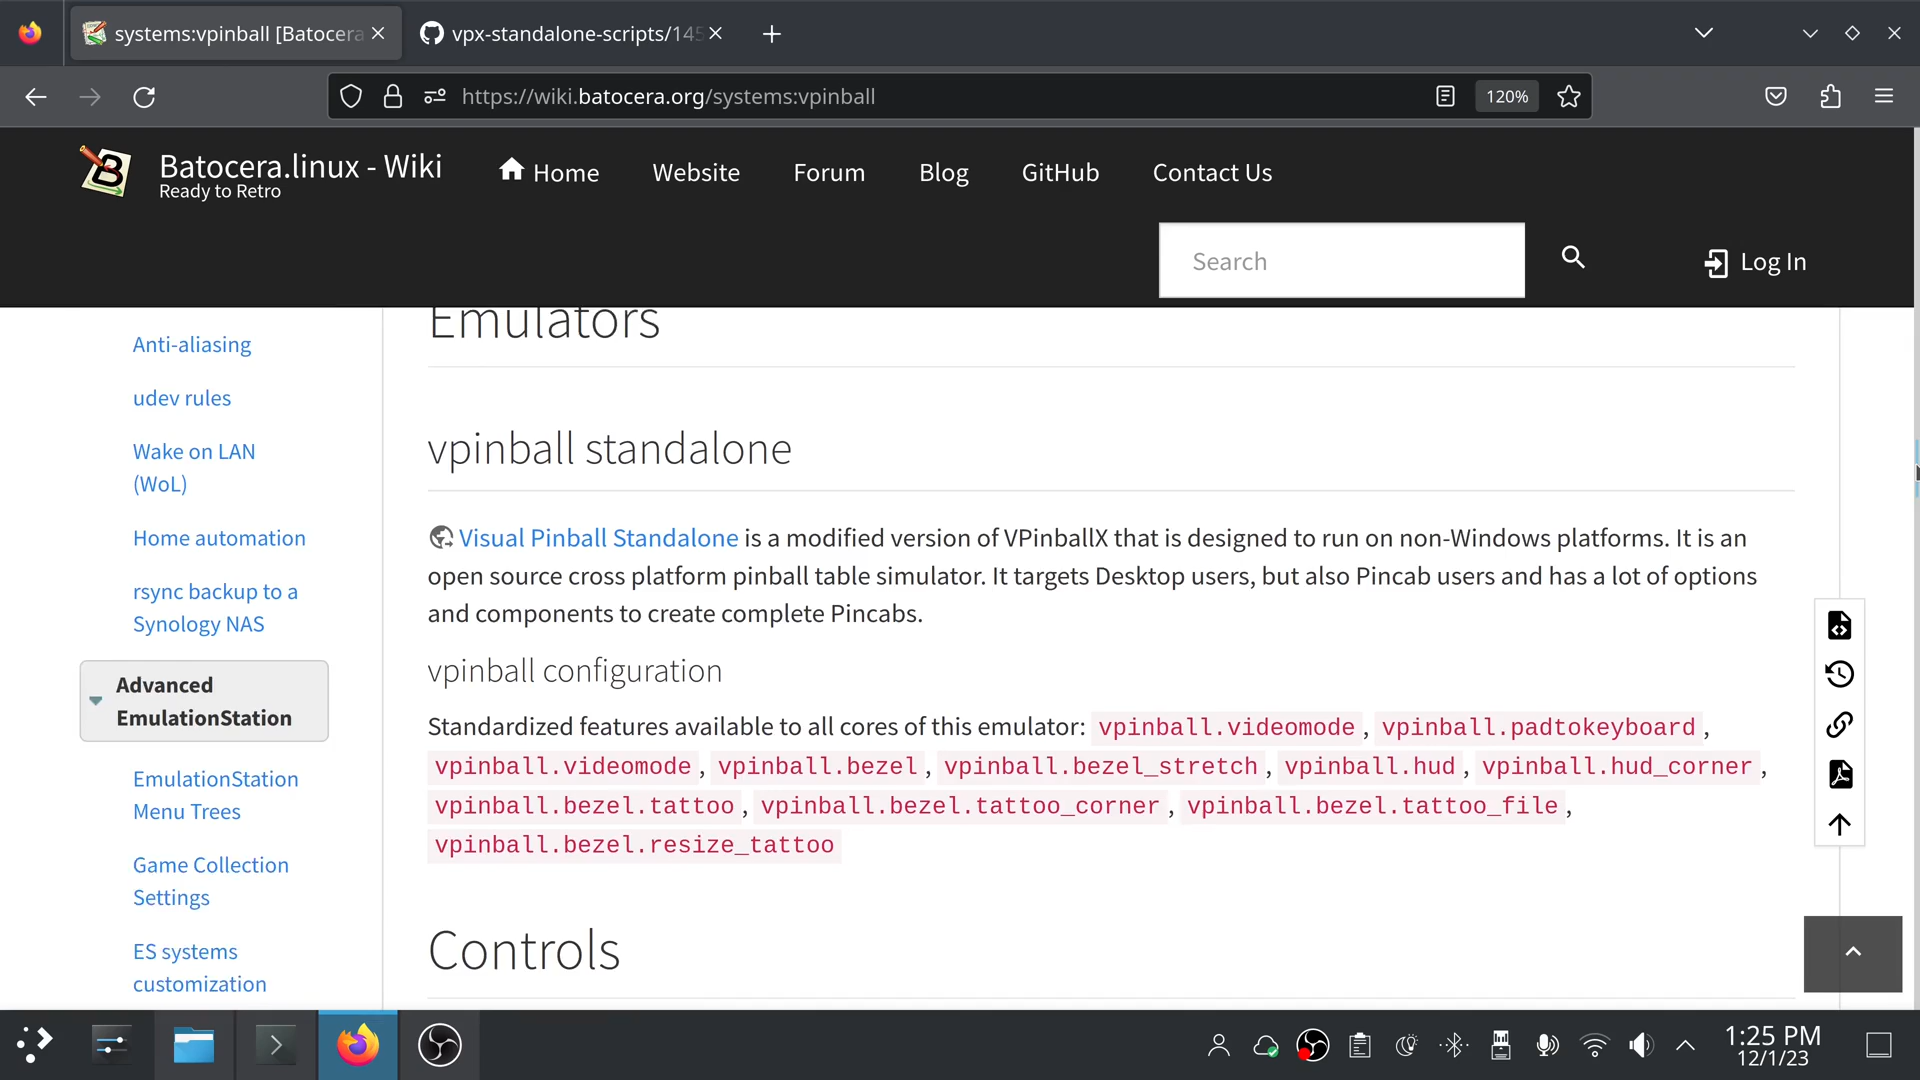 systems:vpinball [Batocera
vpx-standalone-scripts/145
https://wiki.batocera.org/systems:vpinball
120%
Batocera.linux - Wiki
Ready to Retro
Home
Website
Forum
Blog
GitHub
Contact Us
Search
Log In
Anti-aliasing
udev rules
Wake on LAN
(WoL)
Home automation
rsync backup to a
Synology NAS
Advanced
EmulationStation
EmulationStation
Menu Trees
Game Collection
Settings
ES systems
customization
Emulators
vpinball standalone
Visual Pinball Standalone is a modified version of VPinballX that is designed to run on non-Windows platforms. It is an
open source cross platform pinball table simulator. It targets Desktop users, but also Pincab users and has a lot of options
and components to create complete Pincabs.
vpinball configuration
Standardized features available to all cores of this emulator: vpinball.videomode, vpinball.padtokeyboard,
vpinball.videomode, vpinball.bezel, vpinball.bezel_stretch, vpinball.hud, vpinball.hud_corner,
vpinball.bezel.tattoo, vpinball.bezel.tattoo_corner, vpinball.bezel.tattoo_file,
vpinball.bezel.resize_tattoo
Controls
1:25 PM
12/1/23